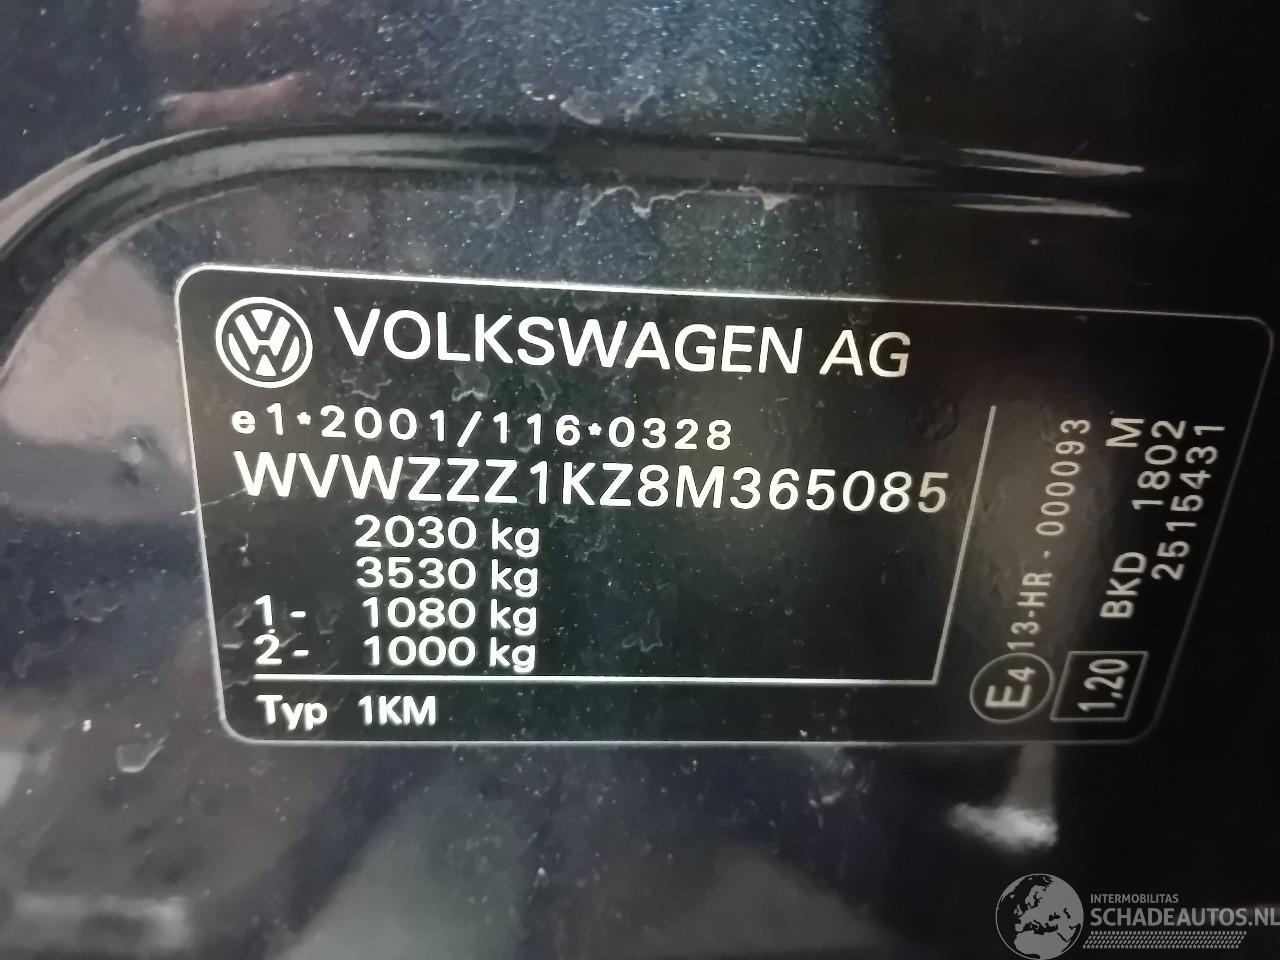 VOLKSWAGEN AG
e1*2001/116*0328
WVWZZZ1KZ8M365085
2030 kg
3530 kg
1- 1080 kg
2- 1000 kg
Typ 1KM
E4 13-HR - 000093
1,20 BKD 1802 M
2515431
INTERMOBILITAS
SCHADEAUTOS.NL